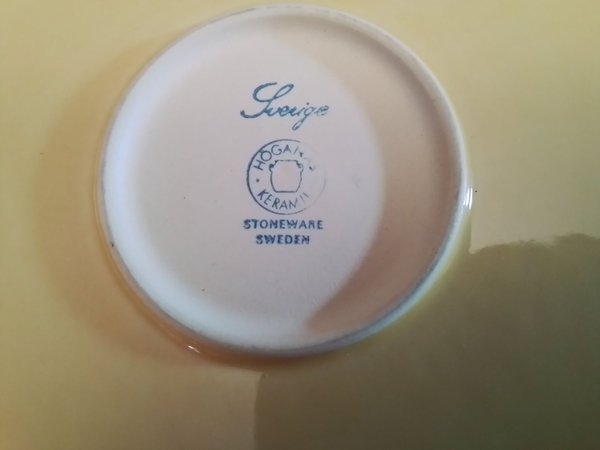 Sverige
HÖGANÄS
KERAMIK
STONEWARE
SWEDEN